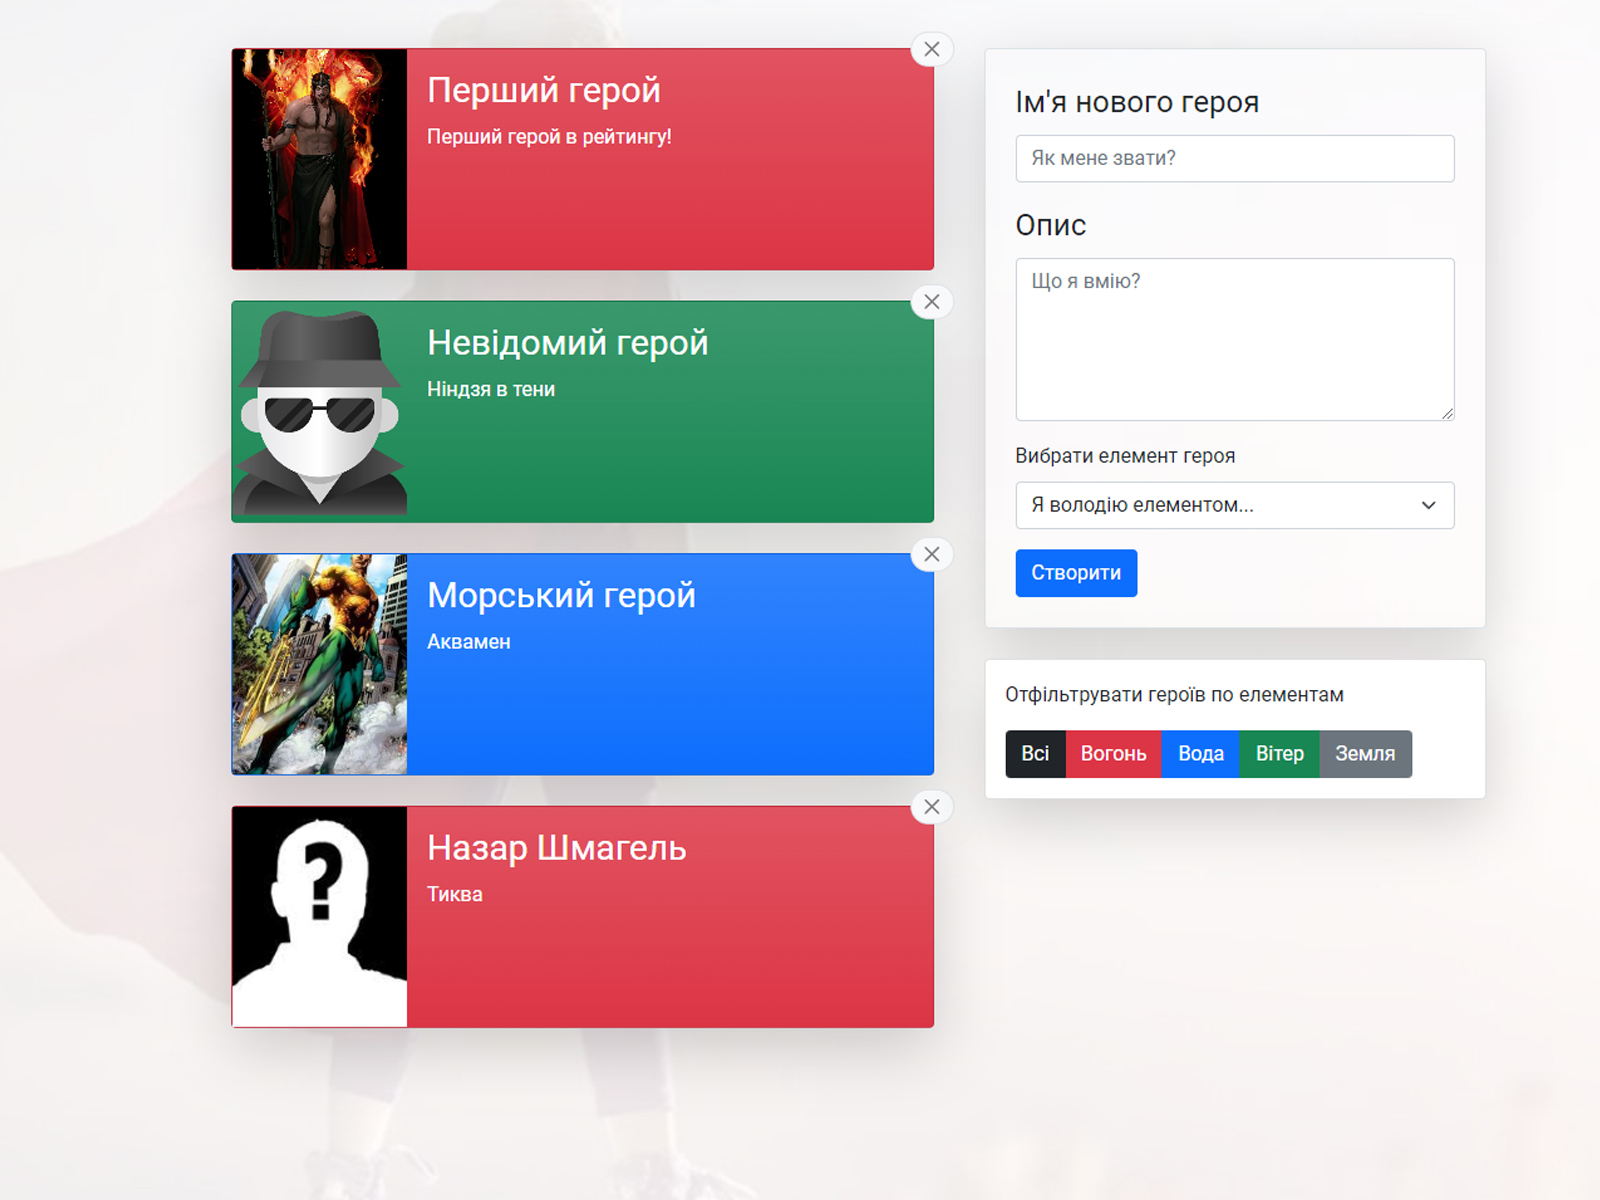 Перший герой
Перший герой в рейтингу!
Невідомий герой
Ніндзя в тени
Морський герой
Аквамен
?
Назар Шмагель
Тиква
Ім'я нового героя
Як мене звати?
Опис
Що я вмію?
Вибрати елемент героя
Я володію елементом...
Створити
Отфільтрувати героїв по елементам
Всі Вогонь Вода Вітер Земля